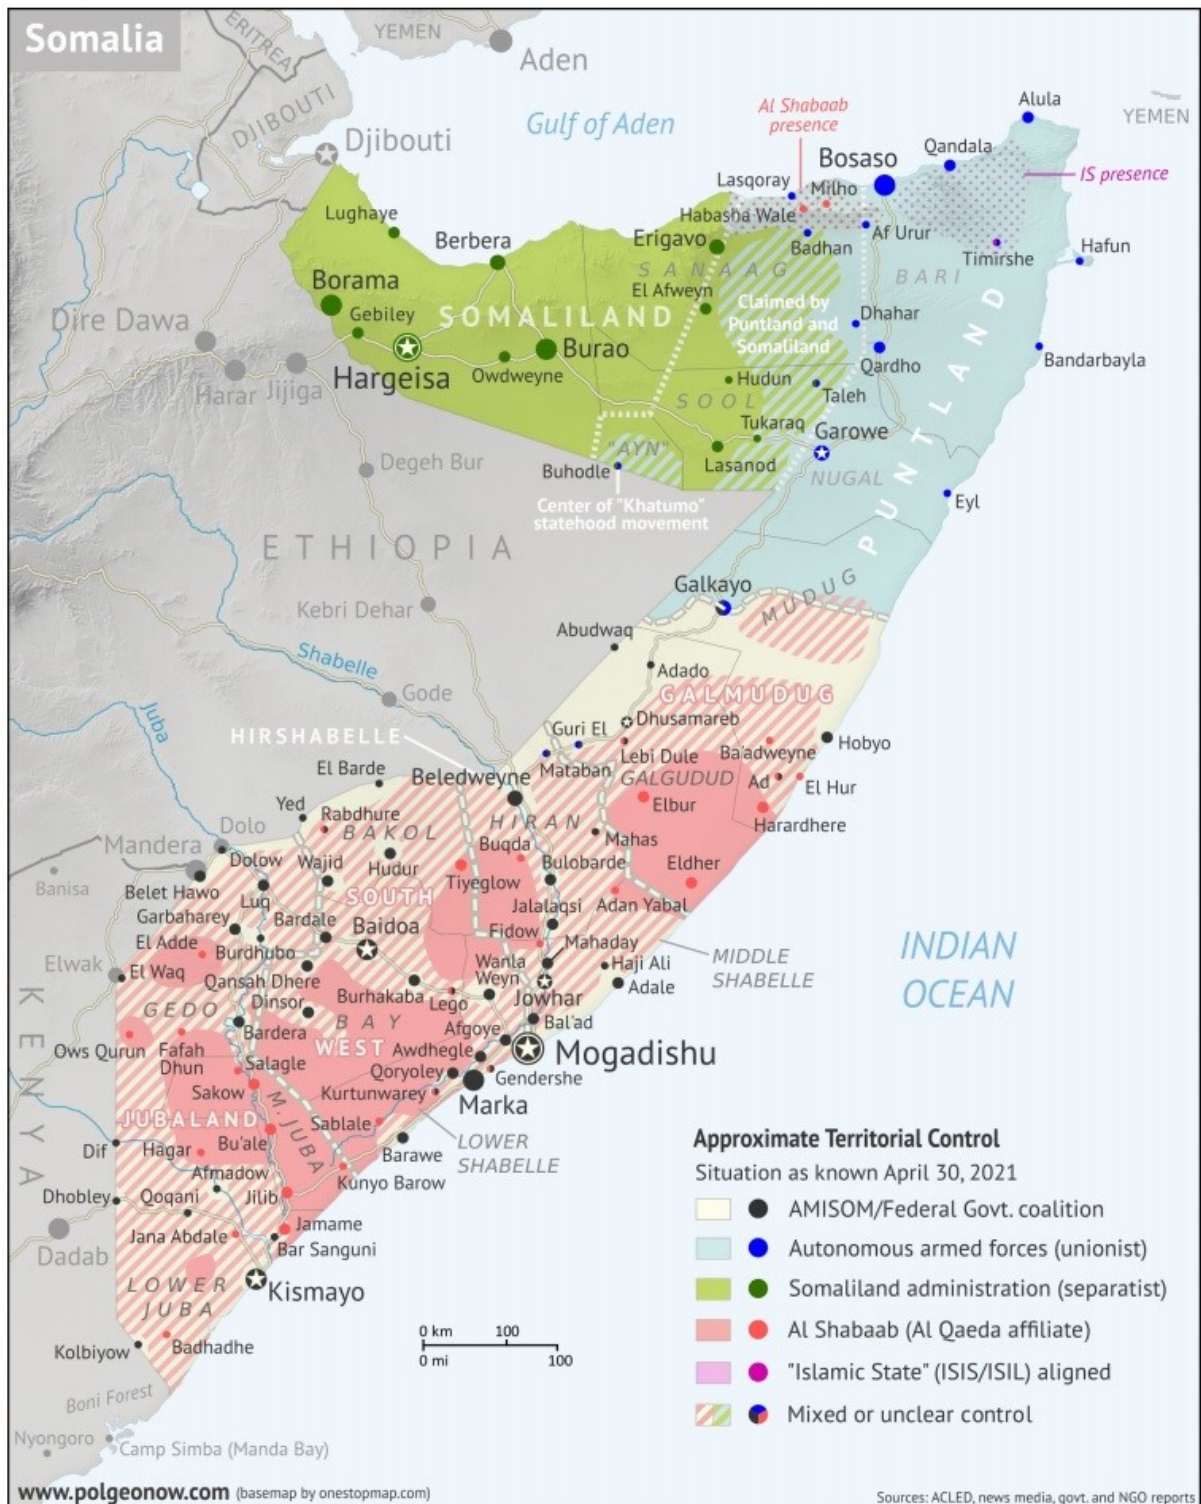 Somalia
ERITREA
YEMEN
Aden
DJIBOUTI
Djibouti
Gulf of Aden
Al Shabaab
presence
Alula
YEMEN
Qandala
Bosaso
IS presence
Lasqoray
Milho
Lughaye
Habasha Wale
Berbera
Erigavo
Badhan
Af Urur
Hafun
Timirshe
SANAAG
BARI
Borama
El Afweyn
Claimed by
Puntland and
Somaliland
Gebiley
SOMALILAND
Dhahar
PUNTLAND
Dire Dawa
Burao
Qardho
Bandarbayla
Hargeisa
Owdweyne
Hudun
Taleh
Harar
Jijiga
SOOL
Tukaraq
Garowe
"AYN"
Degeh Bur
Buhodle
Lasanod
NUGAL
Eyl
Center of "Khatumo"
statehood movement
ETHIOPIA
Galkayo
MUDUG
Kebri Dehar
Abudwaq
Shabelle
Adado
Juba
Gode
GALMUDUG
Dhusamareb
HIRSHABELLE
Guri El
Hobyo
Lebi Dule
Ba'adweyne
Mataban
El Barde
Beledweyne
GALGUDUD
Ad
El Hur
Yed
Elbur
Rabdhure
BAKOL
HIRAN
Harardhere
Dolo
Mahas
Mandera
Buqda
Dolow
Wajid
Hudur
Bulobarde
Eldher
Banisa
Tiyeglow
Belet Hawo
Luq
SOUTH
Adan Yabal
Garbaharey
Bardale
Jalalaqsi
Baidoa
El Adde
Fidow
Mahaday
Burdhubo
MIDDLE
SHABELLE
Elwak
El Waq
Wanla
Weyn
Haji Ali
Qansah Dhere
INDIAN
OCEAN
Dinsor
Burhakaba
Lego
Jowhar
Adale
GEDO
BAY
Bal'ad
Afgoye
Bardera
KENYA
Ows Qurun
Fafah
Dhun
WEST
Awdhegle
Mogadishu
Salagle
Qoryoley
Gendershe
Sakow
Kurtunwarey
Marka
M. JUBA
JUBALAND
Sablale
Bu'ale
LOWER
SHABELLE
Dif
Hagar
Barawe
Afmadow
Kunyo Barow
Dhobley
Qoqani
Jilib
Jamame
Jana Abdale
Bar Sanguni
Dadab
LOWER
JUBA
Kismayo
Kolbiyow
Badhadhe
Boni Forest
Nyongoro
Camp Simba (Manda Bay)
0 km 100
0 mi 100
Approximate Territorial Control
Situation as known April 30, 2021
AMISOM/Federal Govt. coalition
Autonomous armed forces (unionist)
Somaliland administration (separatist)
Al Shabaab (Al Qaeda affiliate)
"Islamic State" (ISIS/ISIL) aligned
Mixed or unclear control
www.polgeonow.com (basemap by onestopmap.com)
Sources: ACLED, news media, govt. and NGO reports